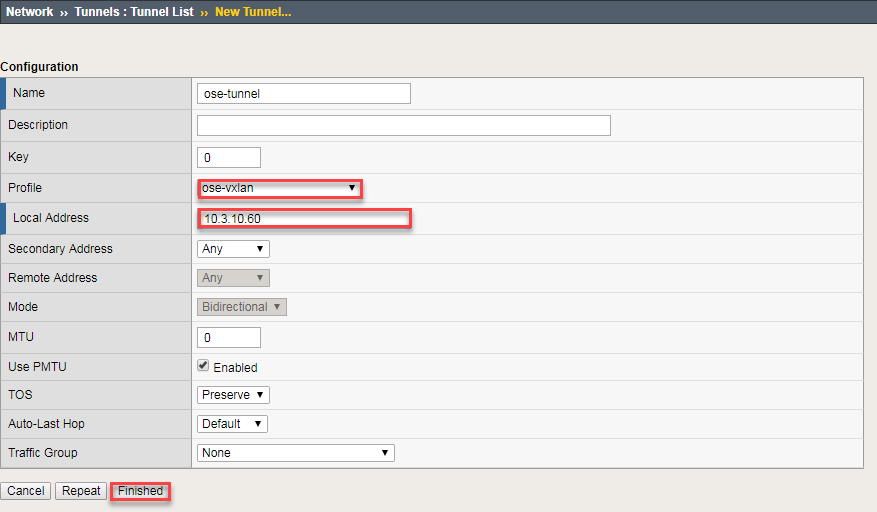 Network ›› Tunnels : Tunnel List ›› New Tunnel...
Configuration
Name ose-tunnel
Description
Key 0
Profile ose-vxlan
Local Address 10.3.10.60
Secondary Address Any
Remote Address Any
Mode Bidirectional
MTU 0
Use PMTU Enabled
TOS Preserve
Auto-Last Hop Default
Traffic Group None
Cancel Repeat Finished